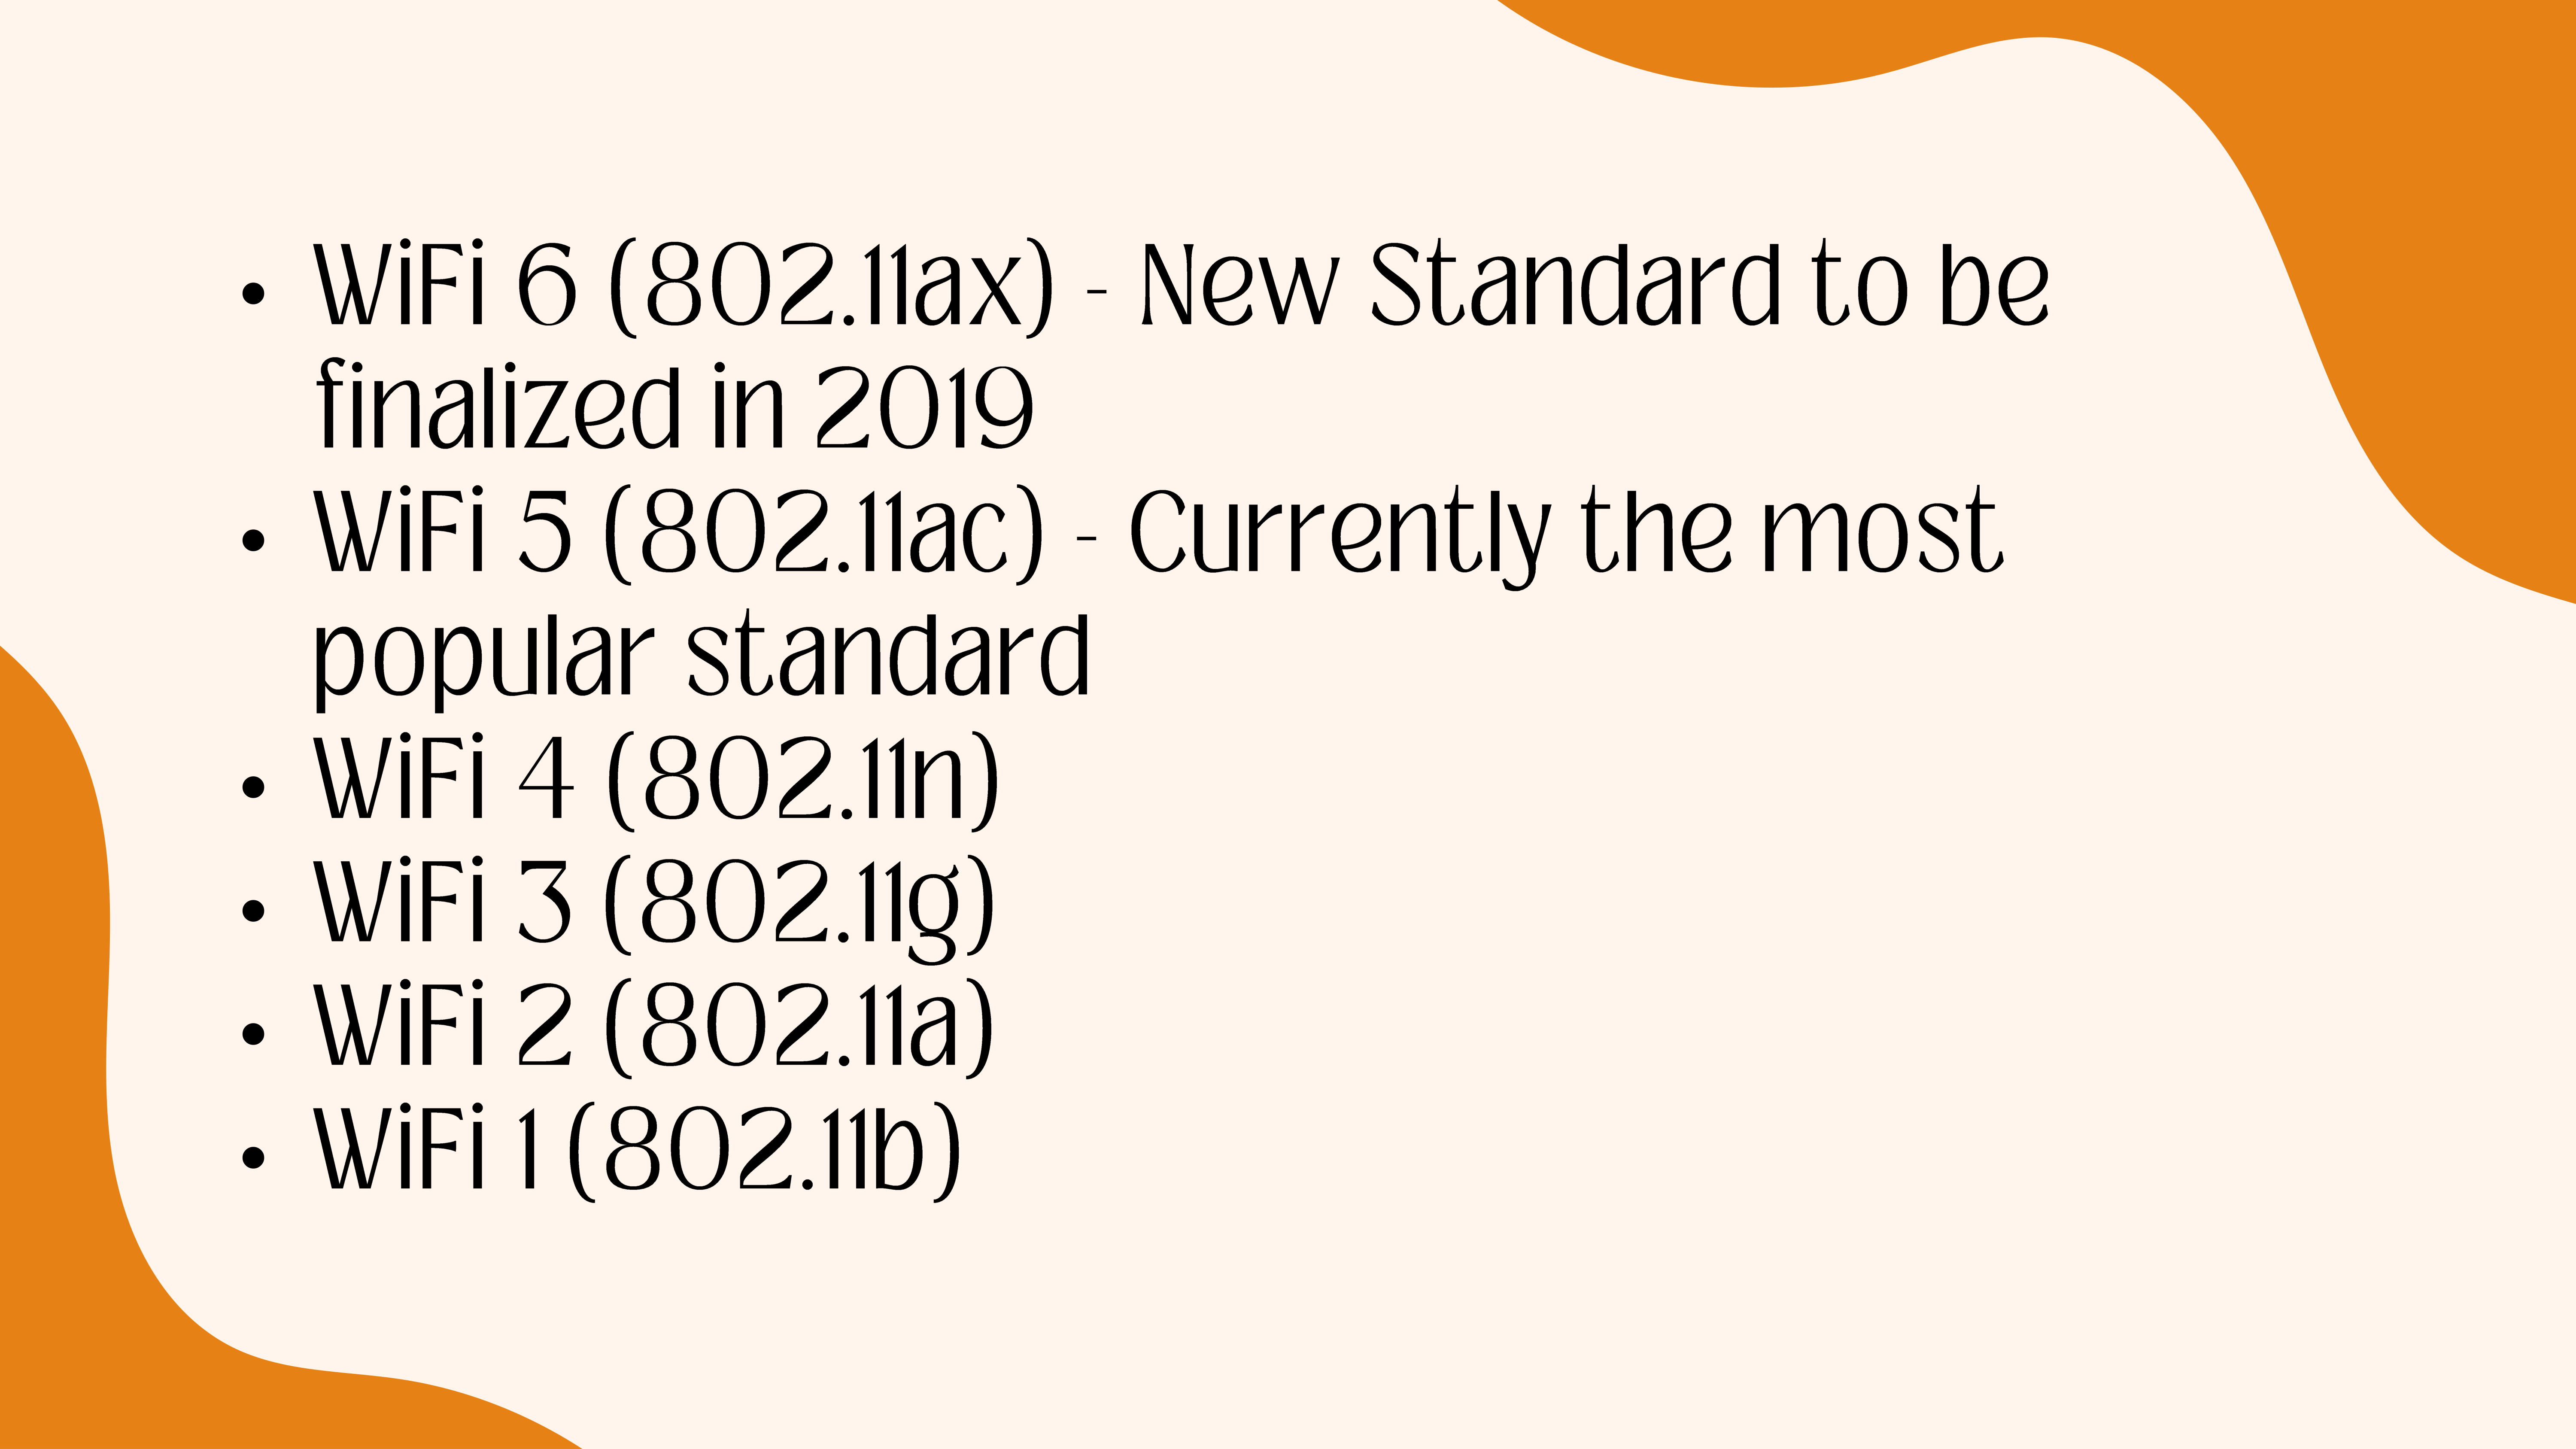 • WiFi 6 (802.11ax) - New Standard to be
finalized in 2019
• WiFi 5 (802.11ac) - Currently the most
popular standard
• WiFi 4 (802.11n)
• WiFi 3 (802.11g)
• WiFi 2 (802.11a)
• WiFi 1 (802.11b)